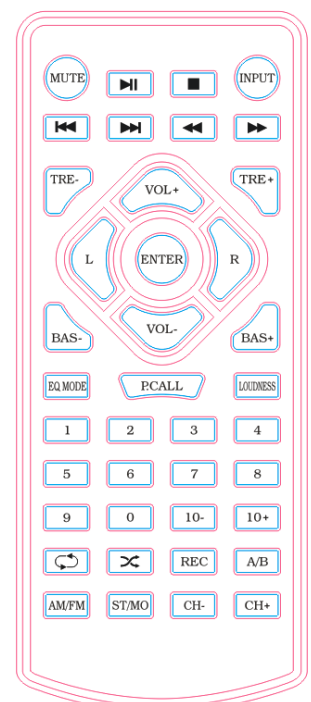 MUTE INPUT
TRE- VOL+ TRE+
L ENTER R
BAS- VOL- BAS+
EQ MODE P.CALL LOUDNESS
1 2 3 4
5 6 7 8
9 0 10- 10+
REC A/B
AM/FM ST/MO CH- CH+